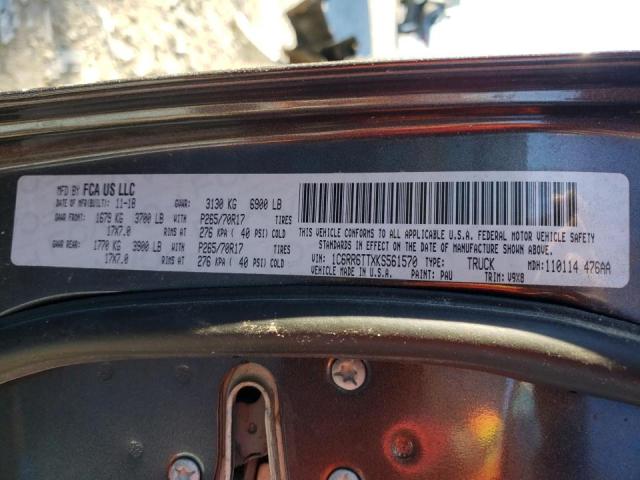 MFD BY FCA US LLC
DATE OF MFR(BUILT): 11-18 GVWR: 3130 KG 6900 LB
GAWR FRONT: 1679 KG 3700 LB WITH P265/70R17 TIRES
17X7.0 RIMS AT 276 KPA ( 40 PSI) COLD
GAWR REAR: 1770 KG 3900 LB WITH P265/70R17 TIRES
17X7.0 RIMS AT 276 KPA ( 40 PSI) COLD
THIS VEHICLE CONFORMS TO ALL APPLICABLE U.S.A. FEDERAL MOTOR VEHICLE SAFETY
STANDARDS IN EFFECT ON THE DATE OF MANUFACTURE SHOWN ABOVE.
VIN: 1C6RR6TTXKS561570 TYPE: TRUCK MDH: 110114 476AA
MADE IN U.S.A. PAINT: PAU TRIM: V9X8